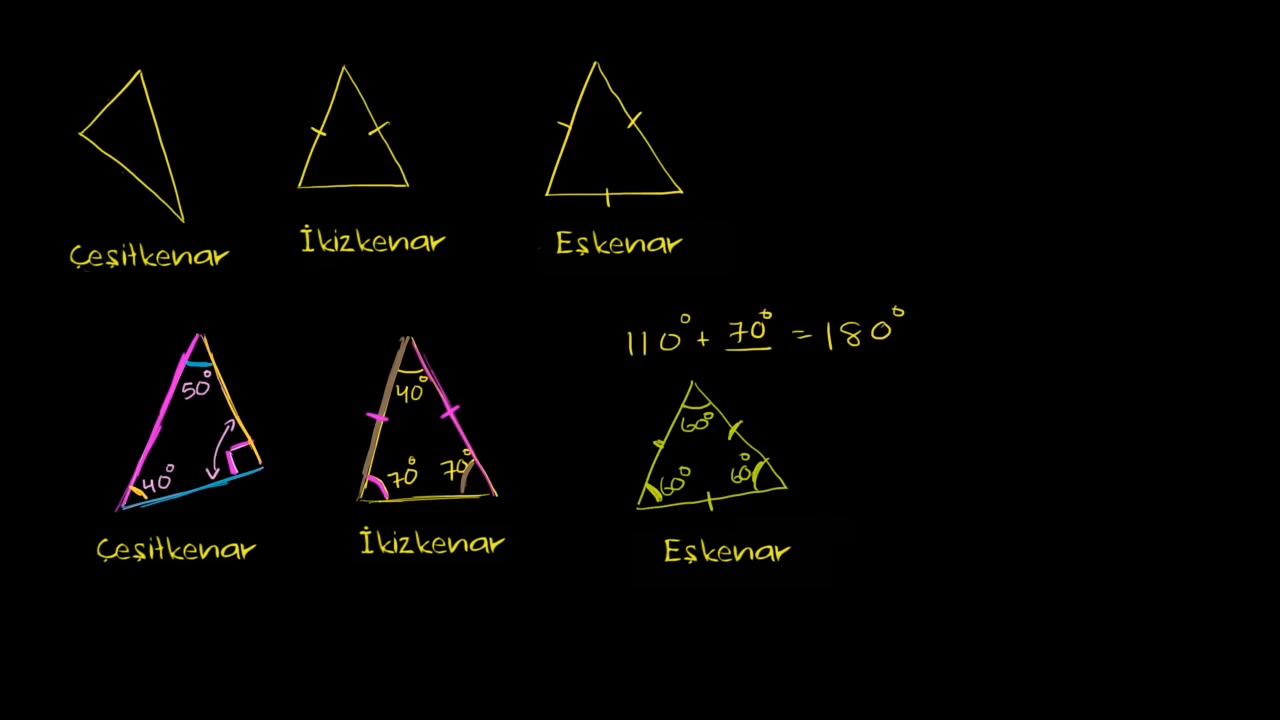 Çeşitkenar
İkizkenar
Eşkenar
110° + 70° = 180°
50°
40°
40°
70°
70°
60°
60°
60°
Çeşitkenar
İkizkenar
Eşkenar